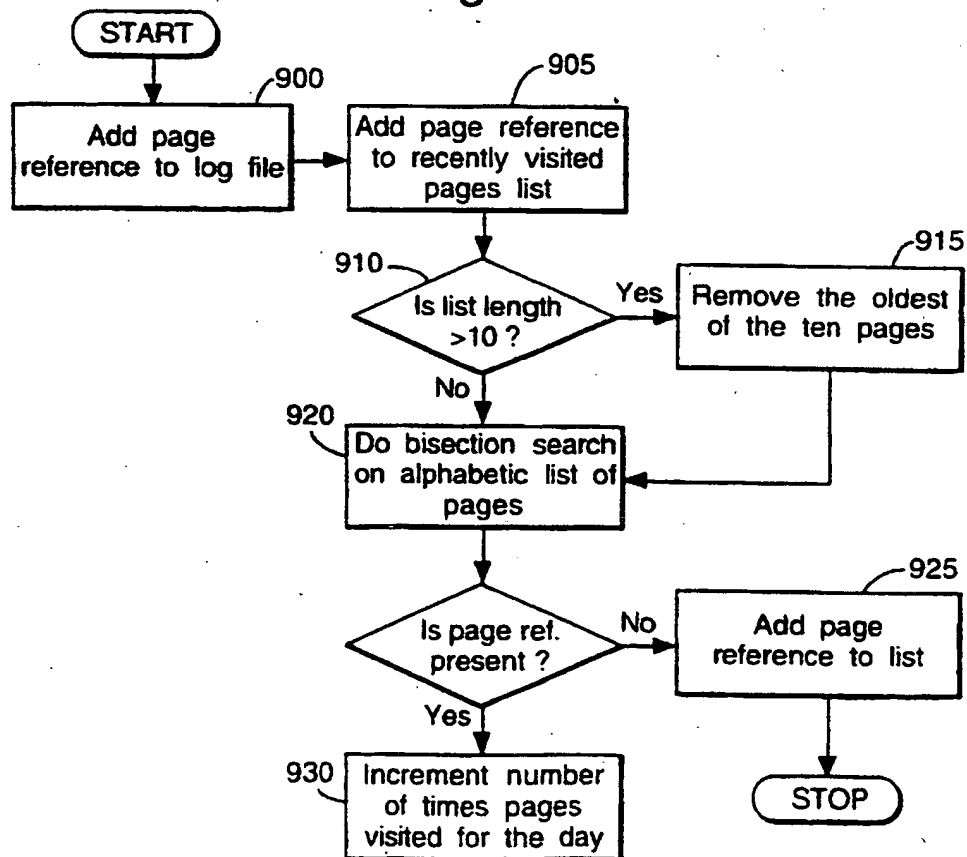 START
900
Add page
reference to log file
905
Add page reference
to recently visited
pages list
910
Is list length
>10 ?
Yes
915
Remove the oldest
of the ten pages
No
920
Do bisection search
on alphabetic list of
pages
Is page ref.
present ?
No
925
Add page
reference to list
Yes
930
Increment number
of times pages
visited for the day
STOP